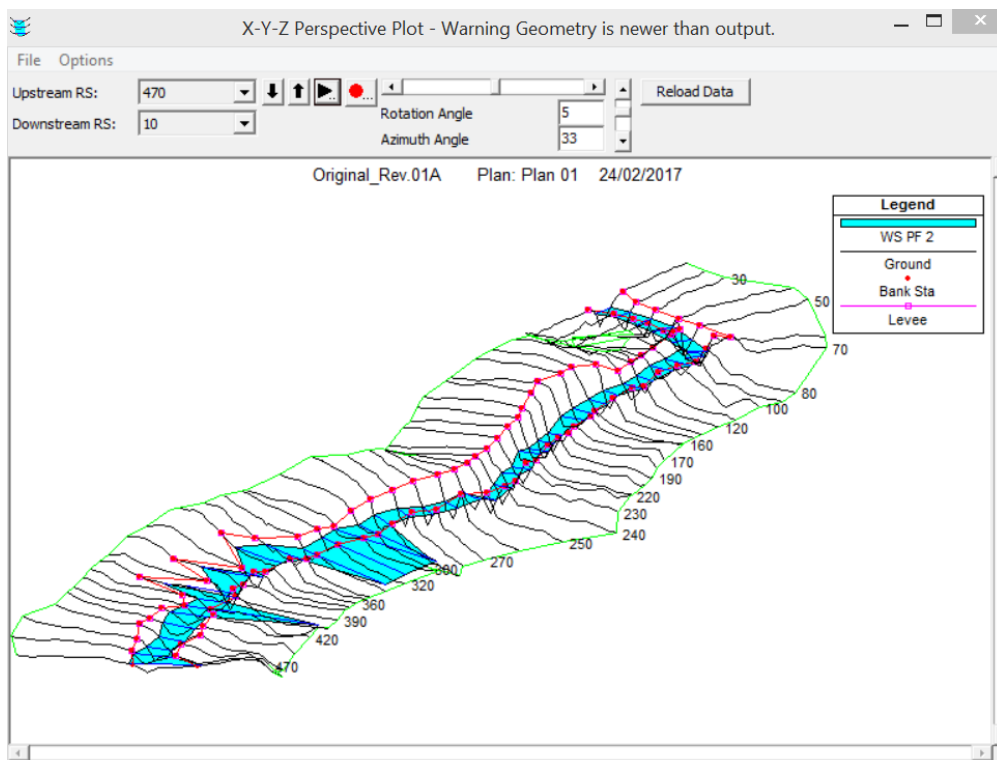 X-Y-Z Perspective Plot - Warning Geometry is newer than output.
File Options
Upstream RS: 470
Reload Data
Rotation Angle 5
Downstream RS: 10
Azimuth Angle 33
Original_Rev.01A Plan: Plan 01 24/02/2017
Legend
WS PF 2
Ground
Bank Sta
Levee
30
50
70
80
100
120
160
170
190
220
230
240
250
270
300
320
360
390
420
470